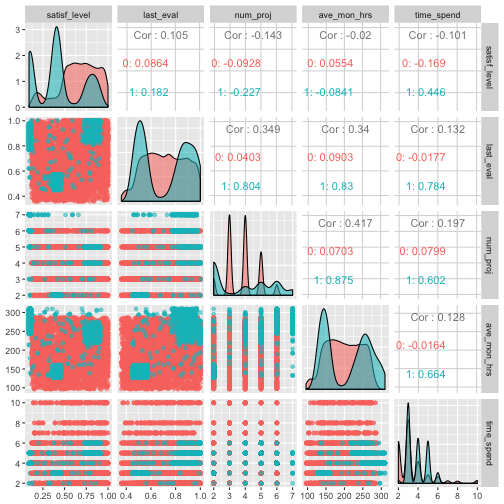 satisf_level last_eval num_proj ave_mon_hrs time_spend
3 Cor : 0.105 Cor : -0.143 Cor : -0.02 Cor : -0.101 satisf_level
2 0: 0.0864 0: -0.0928 0: 0.0554 0: -0.169
1 1: 0.182 1: -0.227 1: -0.0841 1: 0.446
0
1.0 Cor : 0.349 Cor : 0.34 Cor : 0.132 last_eval
0.8 0: 0.0403 0: 0.0903 0: -0.0177
0.6 1: 0.804 1: 0.83 1: 0.784
0.4
7 Cor : 0.417 Cor : 0.197 num_proj
6
5 0: 0.0703 0: 0.0799
4
3 1: 0.875 1: 0.602
2
300 Cor : 0.128 ave_mon_hrs
250
200 0: -0.0164
150 1: 0.664
100
10 time_spend
8
6
4
2
0.25 0.50 0.75 1.00 0.4 0.6 0.8 1.0 2 3 4 5 6 7 100 150 200 250 300 2 4 6 8 10